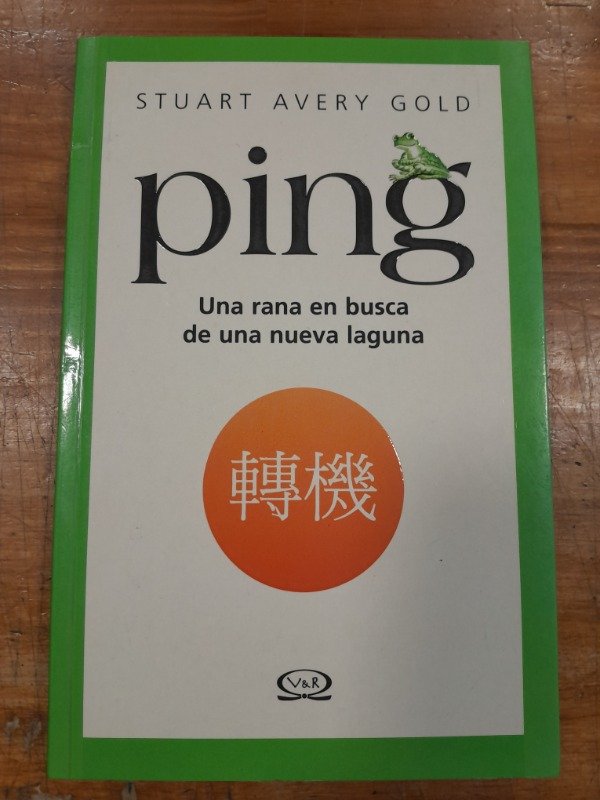 STUART AVERY GOLD
ping
Una rana en busca
de una nueva laguna
轉機
V&R